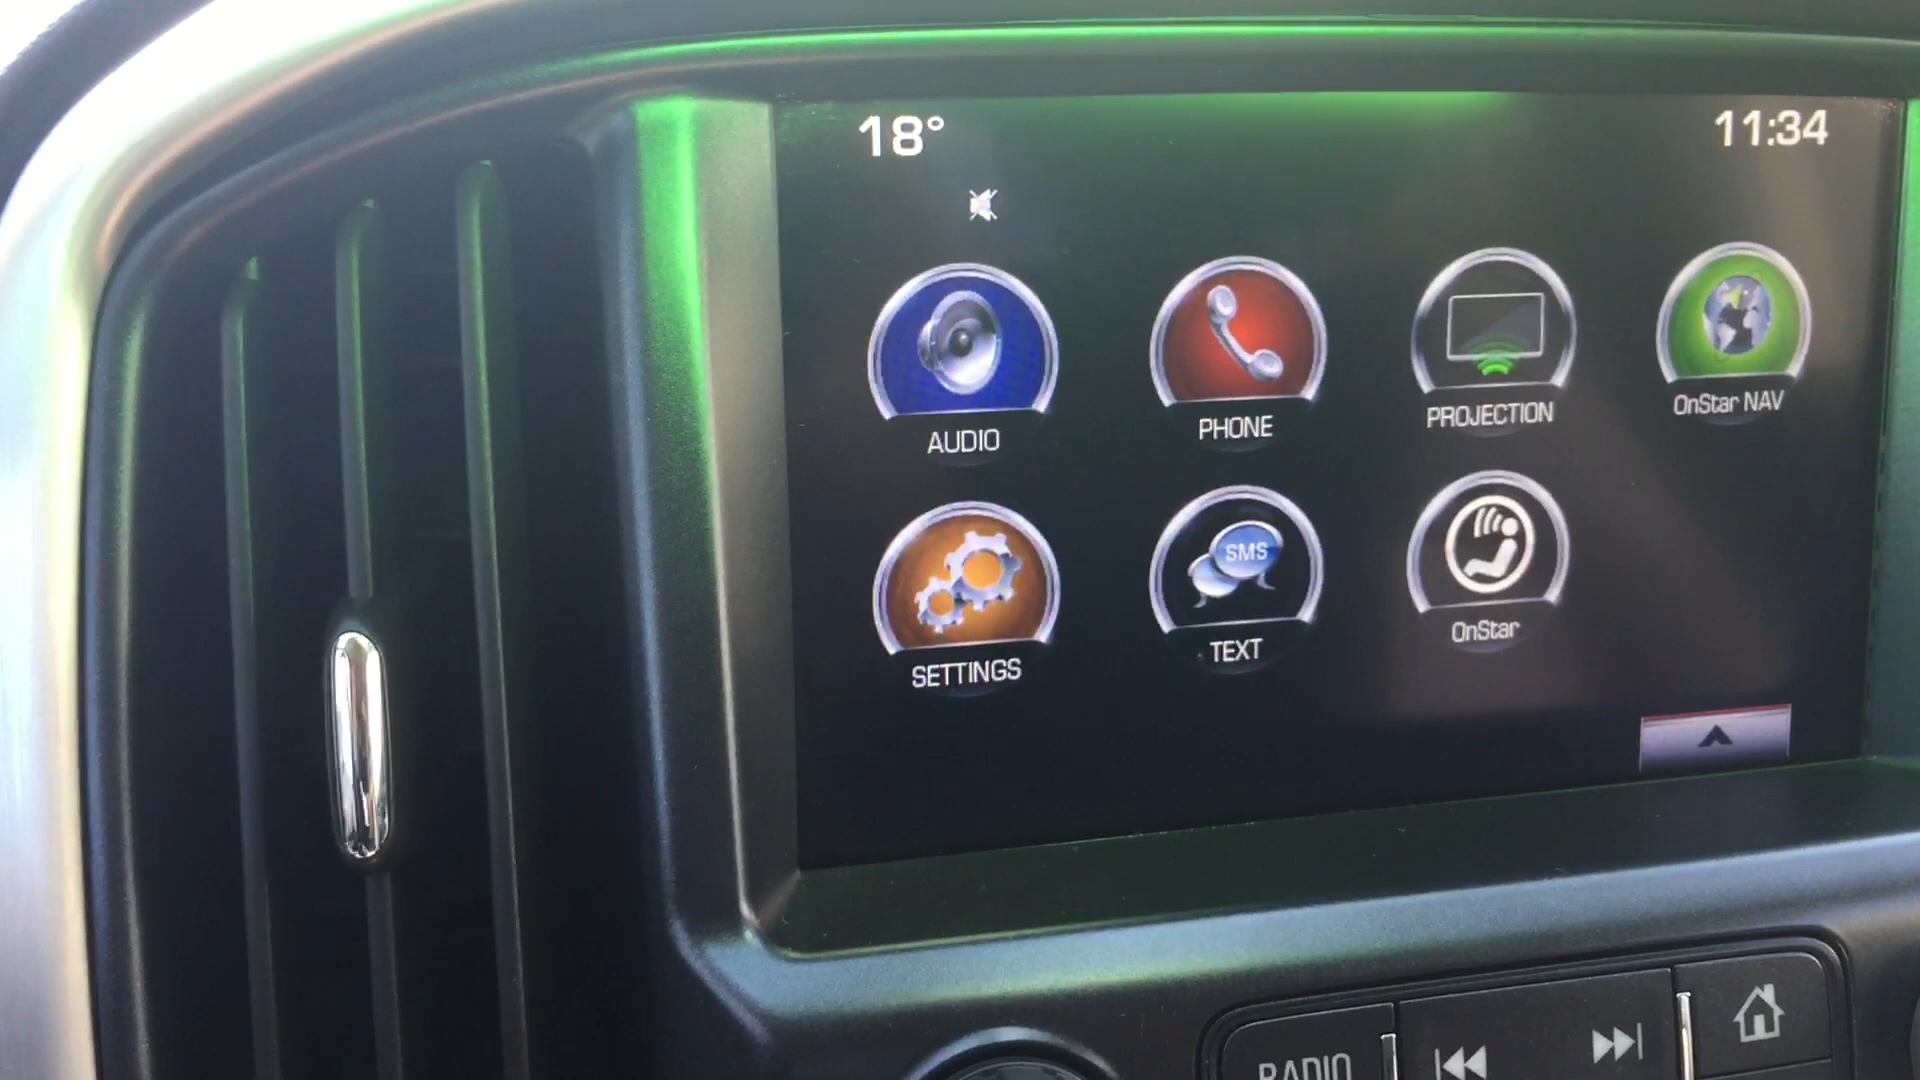 18° 11:34
AUDIO PHONE PROJECTION OnStar NAV
SMS
SETTINGS TEXT OnStar
RADIO